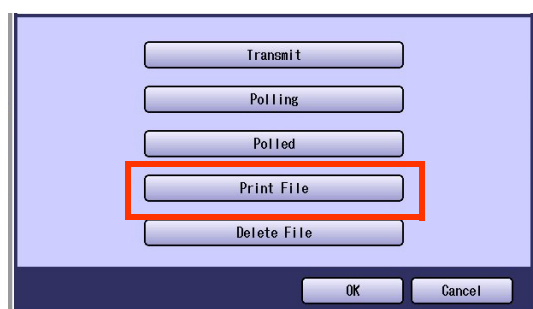 Transmit
Polling
Polled
Print File
Delete File
OK Cancel